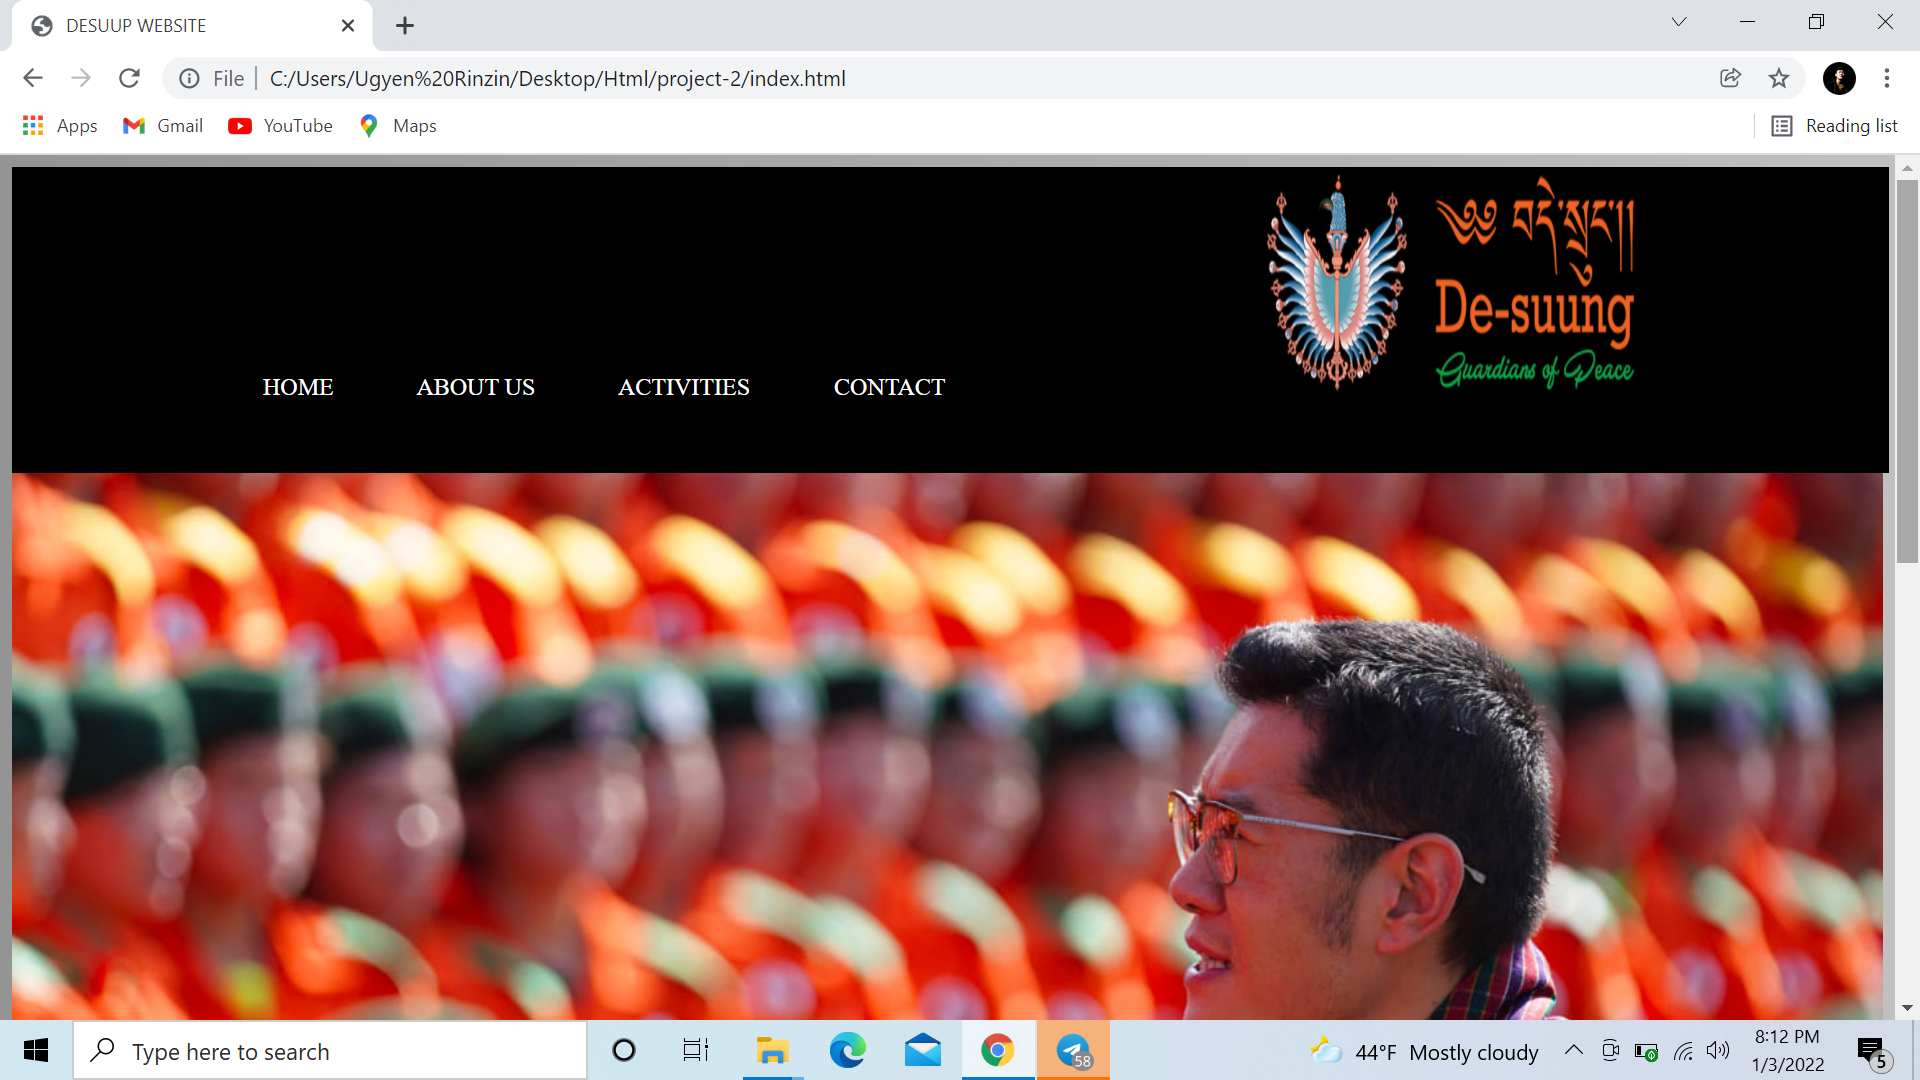 DESUUP WEBSITE
File
C:/Users/Ugyen%20Rinzin/Desktop/Html/project-2/index.html
Apps
Gmail
YouTube
Maps
Reading list
༄༅ བདེ་སྲུང་།།
De-suung
Guardians of Peace
HOME
ABOUT US
ACTIVITIES
CONTACT
Type here to search
58
44°F Mostly cloudy
8:12 PM
1/3/2022
5